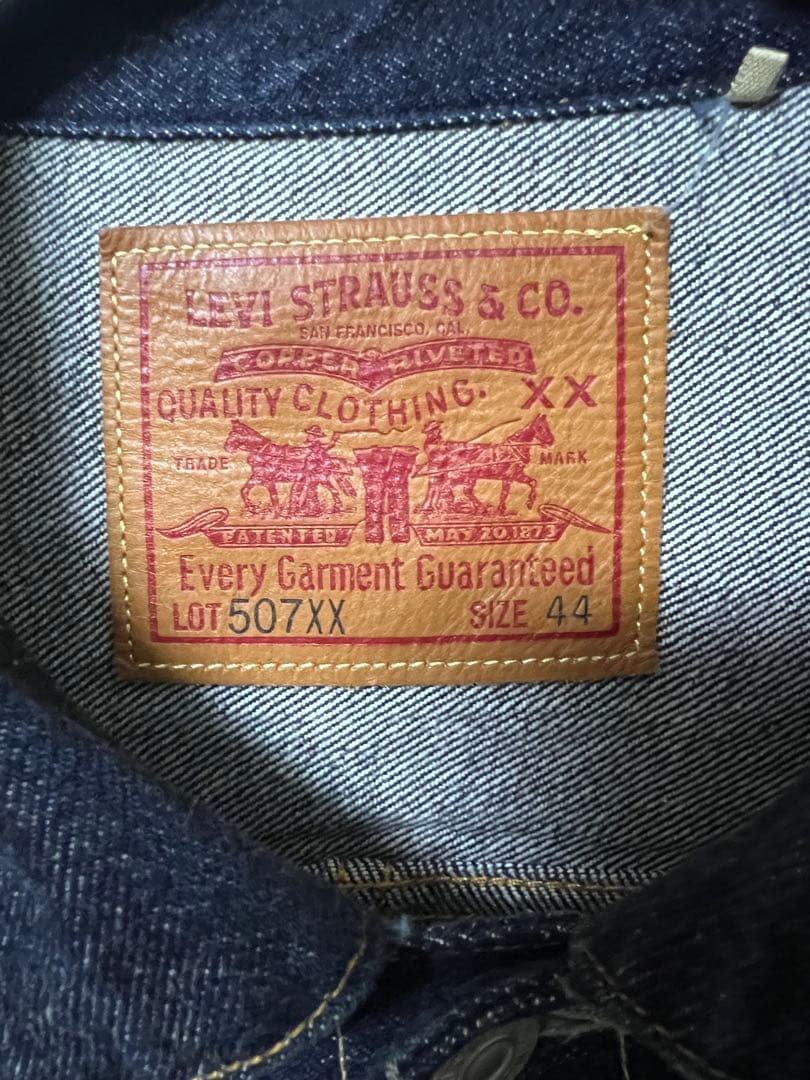 LEVI STRAUSS & CO.
SAN FRANCISCO, CAL.
COPPER RIVETED
QUALITY CLOTHING. XX
TRADE MARK
PATENTED MAY 20 1873
Every Garment Guaranteed
LOT 507XX SIZE 44